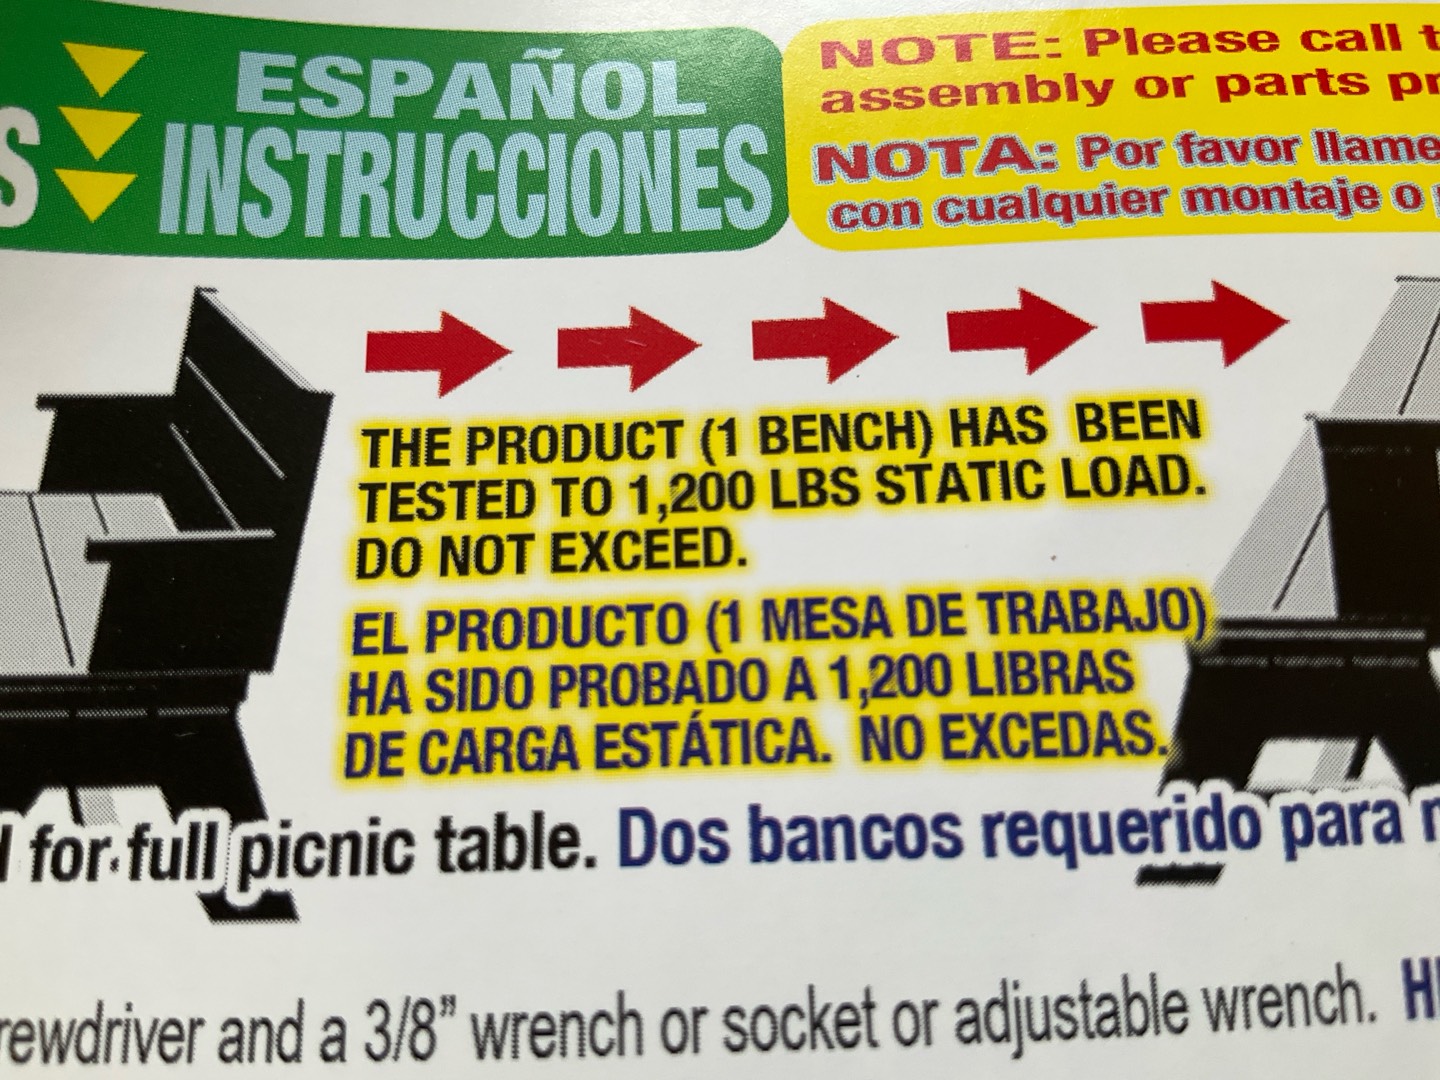 S
ESPAÑOL
INSTRUCCIONES
NOTE: Please call
assembly or parts
NOTA: Por favor llame
con cualquier montaje o
THE PRODUCT (1 BENCH) HAS BEEN
TESTED TO 1,200 LBS STATIC LOAD.
DO NOT EXCEED.
EL PRODUCTO (1 MESA DE TRABAJO)
HA SIDO PROBADO A 1,200 LIBRAS
DE CARGA ESTÁTICA. NO EXCEDAS.
for full picnic table. Dos bancos requerido para
rewdriver and a 3/8” wrench or socket or adjustable wrench.